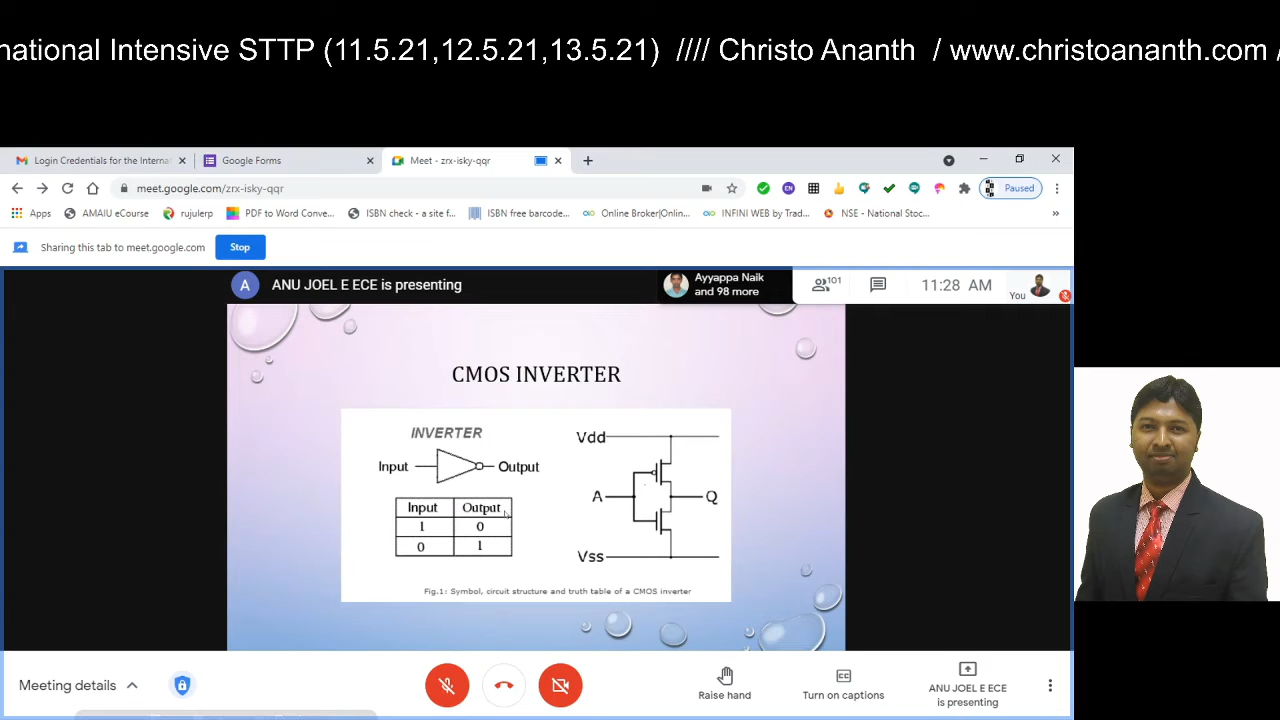 national Intensive STTP (11.5.21,12.5.21,13.5.21) //// Christo Ananth / www.christoananth.com /
Login Credentials for the Interna
Google Forms
Meet - zrx-isky-qqr
meet.google.com/zrx-isky-qqr
EN
Paused
Apps
AMAIU eCourse
rujulerp
PDF to Word Conve...
ISBN check - a site f...
ISBN free barcode...
Online Broker|Onlin...
INFINI WEB by Trad...
NSE - National Stoc...
»
Sharing this tab to meet.google.com
Stop
A
ANU JOEL E ECE is presenting
Ayyappa Naik
and 98 more
101
11:28 AM
You
CMOS INVERTER
INVERTER
Input
Output
Input Output
1 0
0 1
Vdd
A
Q
Vss
Fig.1: Symbol, circuit structure and truth table of a CMOS inverter
Meeting details
Raise hand
CC
Turn on captions
ANU JOEL E ECE
is presenting